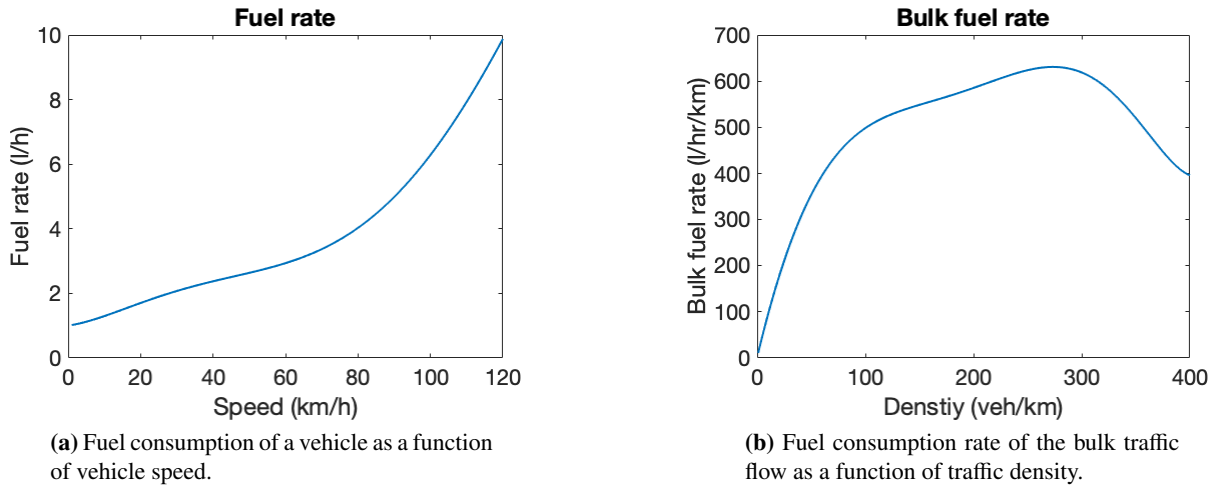 Fuel rate
10
8
6
4
2
0
Fuel rate (l/h)
0 20 40 60 80 100 120
Speed (km/h)
(a) Fuel consumption of a vehicle as a function
of vehicle speed.
Bulk fuel rate
700
600
500
400
300
200
100
0
Bulk fuel rate (l/hr/km)
0 100 200 300 400
Denstiy (veh/km)
(b) Fuel consumption rate of the bulk traffic
flow as a function of traffic density.